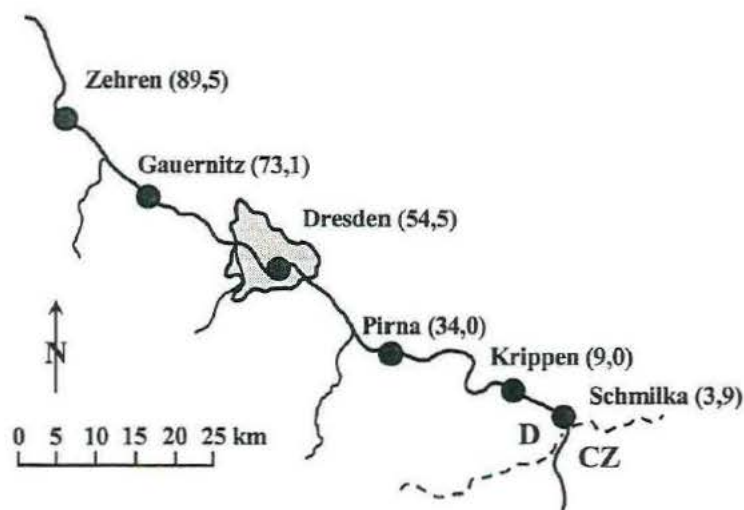 Zehren (89,5)
Gauernitz (73,1)
Dresden (54,5)
Pirna (34,0)
Krippen (9,0)
Schmilka (3,9)
N
0 5 10 15 20 25 km
D
CZ